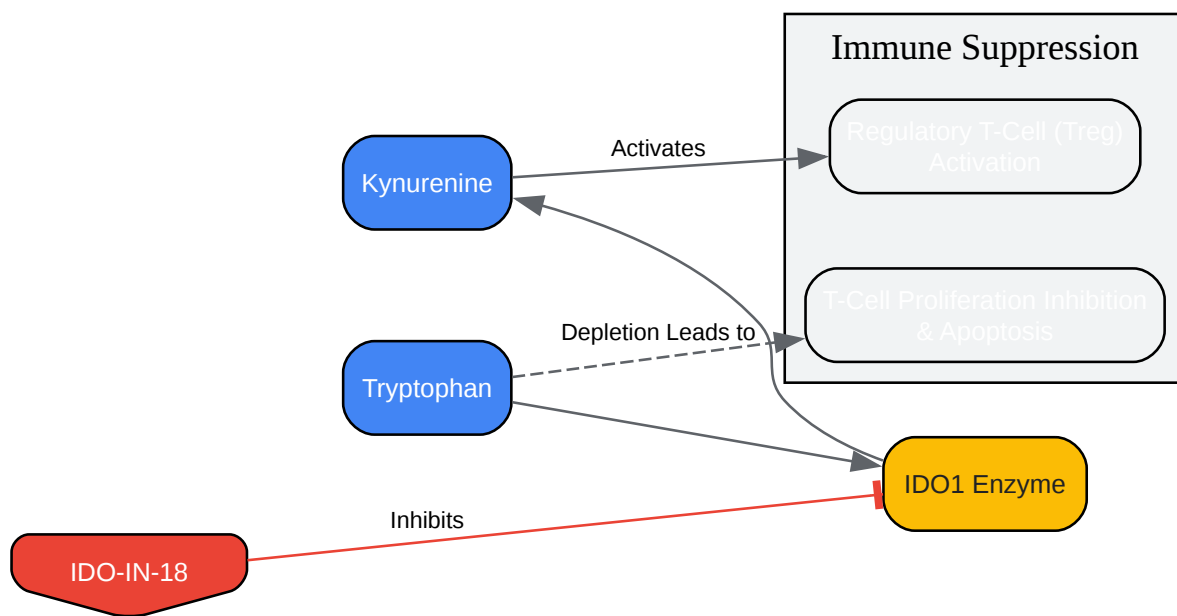 Immune Suppression
Regulatory T-Cell (Treg)
Activation
Activates
Kynurenine
T-Cell Proliferation Inhibition
& Apoptosis
Depletion Leads to
Tryptophan
IDO1 Enzyme
Inhibits
IDO-IN-18